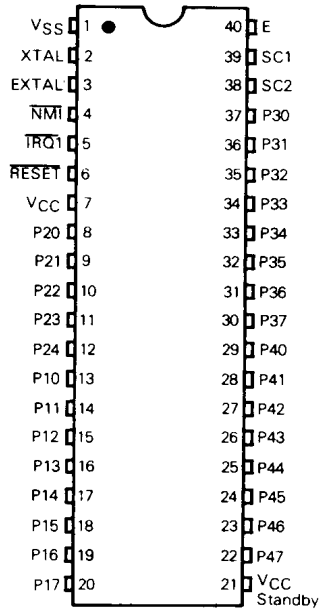 VSS 1 40 E
XTAL 2 39 SC1
EXTAL 3 38 SC2
NMI 4 37 P30
IRQ1 5 36 P31
RESET 6 35 P32
VCC 7 34 P33
P20 8 33 P34
P21 9 32 P35
P22 10 31 P36
P23 11 30 P37
P24 12 29 P40
P10 13 28 P41
P11 14 27 P42
P12 15 26 P43
P13 16 25 P44
P14 17 24 P45
P15 18 23 P46
P16 19 22 P47
P17 20 21 VCC
Standby